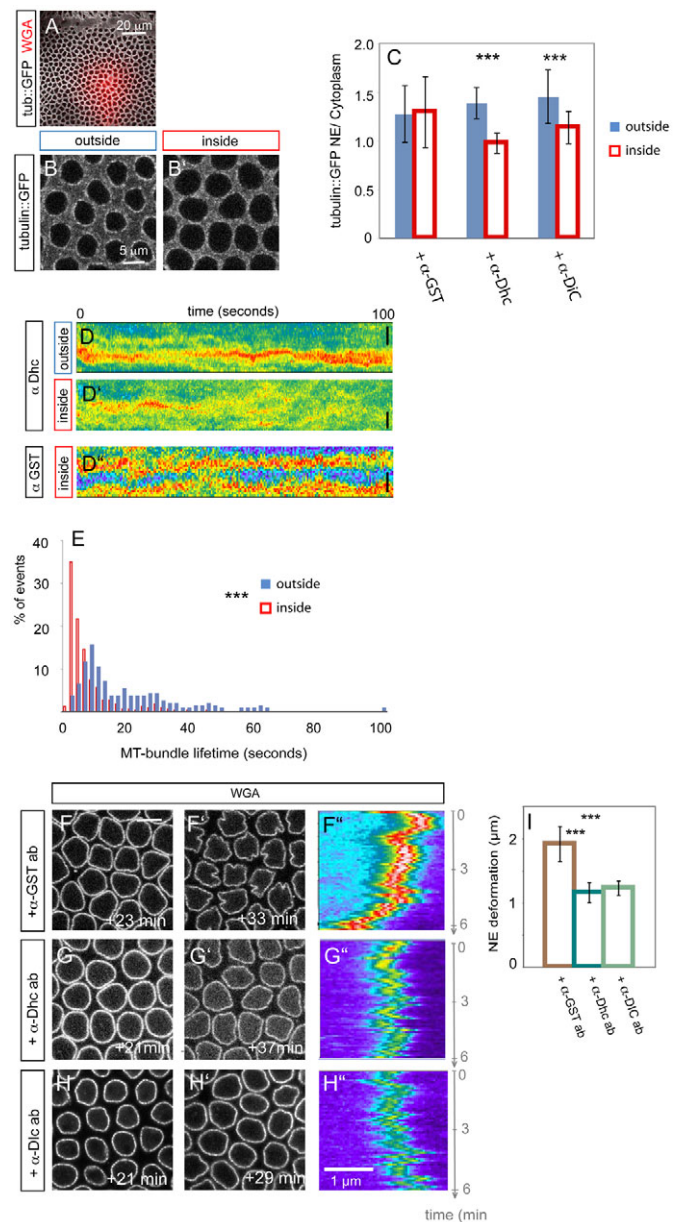 A
20 µm
tub::GFP WGA
outside
inside
B
B'
tubulin::GFP
5 µm
C
2.0
1.5
1.0
0.5
0
tubulin::GFP NE/ Cytoplasm
***
***
outside
inside
+ α-GST
+ α-Dhc
+ α-DiC
0
time (seconds)
100
α Dhc
outside
D
inside
D'
α GST
inside
D"
E
40
30
20
10
% of events
***
outside
inside
0
20
40
60
80
100
MT-bundle lifetime (seconds)
WGA
+α-GST ab
F
+23 min
F'
+33 min
F"
0
3
6
+ α-Dhc ab
G
+21min
G'
+37min
G"
0
3
6
+ α-Dlc ab
H
+21 min
H'
+29 min
H"
1 µm
0
3
6
time (min
I
NE deformation (µm)
2
1
0
***
***
+ α-GST ab
+ α-Dhc ab
+ α-DIC ab